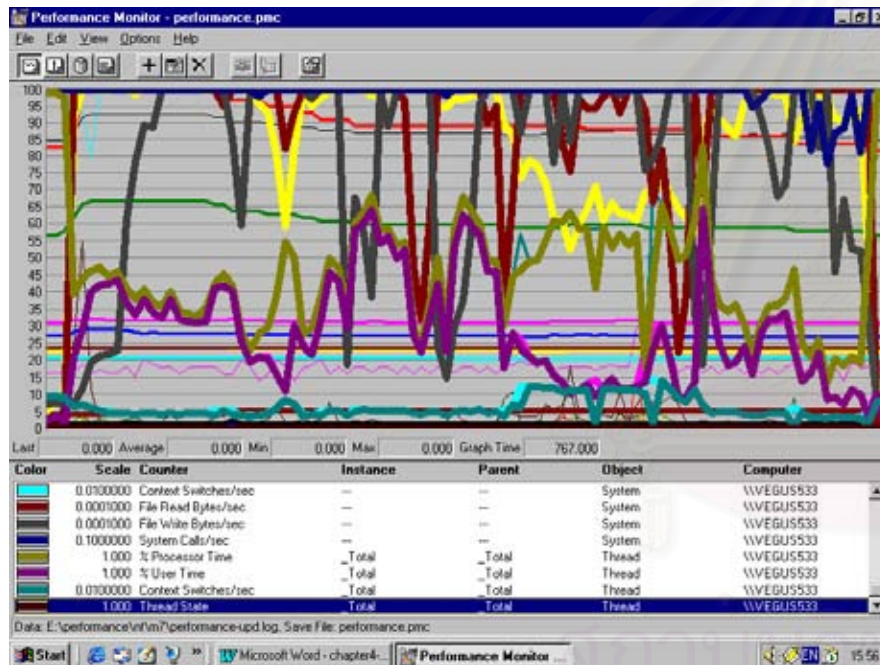 Performance Monitor - performance.pmc
File Edit View Options Help
100
95
90
85
80
75
70
65
60
55
50
45
40
35
30
25
20
15
10
5
0
Last 0.000 Average 0.000 Min 0.000 Max 0.000 Graph Time 767.000
Color Scale Counter Instance Parent Object Computer
0.0100000 Context Switches/sec --- --- System \\VEGUS533
0.0001000 File Read Bytes/sec --- --- System \\VEGUS533
0.0001000 File Write Bytes/sec --- --- System \\VEGUS533
0.1000000 System Calls/sec --- --- System \\VEGUS533
1.000 % Processor Time _Total _Total Thread \\VEGUS533
1.000 % User Time _Total _Total Thread \\VEGUS533
0.0100000 Context Switches/sec _Total _Total Thread \\VEGUS533
1.000 Thread State _Total _Total Thread \\VEGUS533
Data: E:\performance\nt\m7\performance-upd.log, Save File: performance.pmc
Start » Microsoft Word - chapter4-... Performance Monitor ... EN 15:56